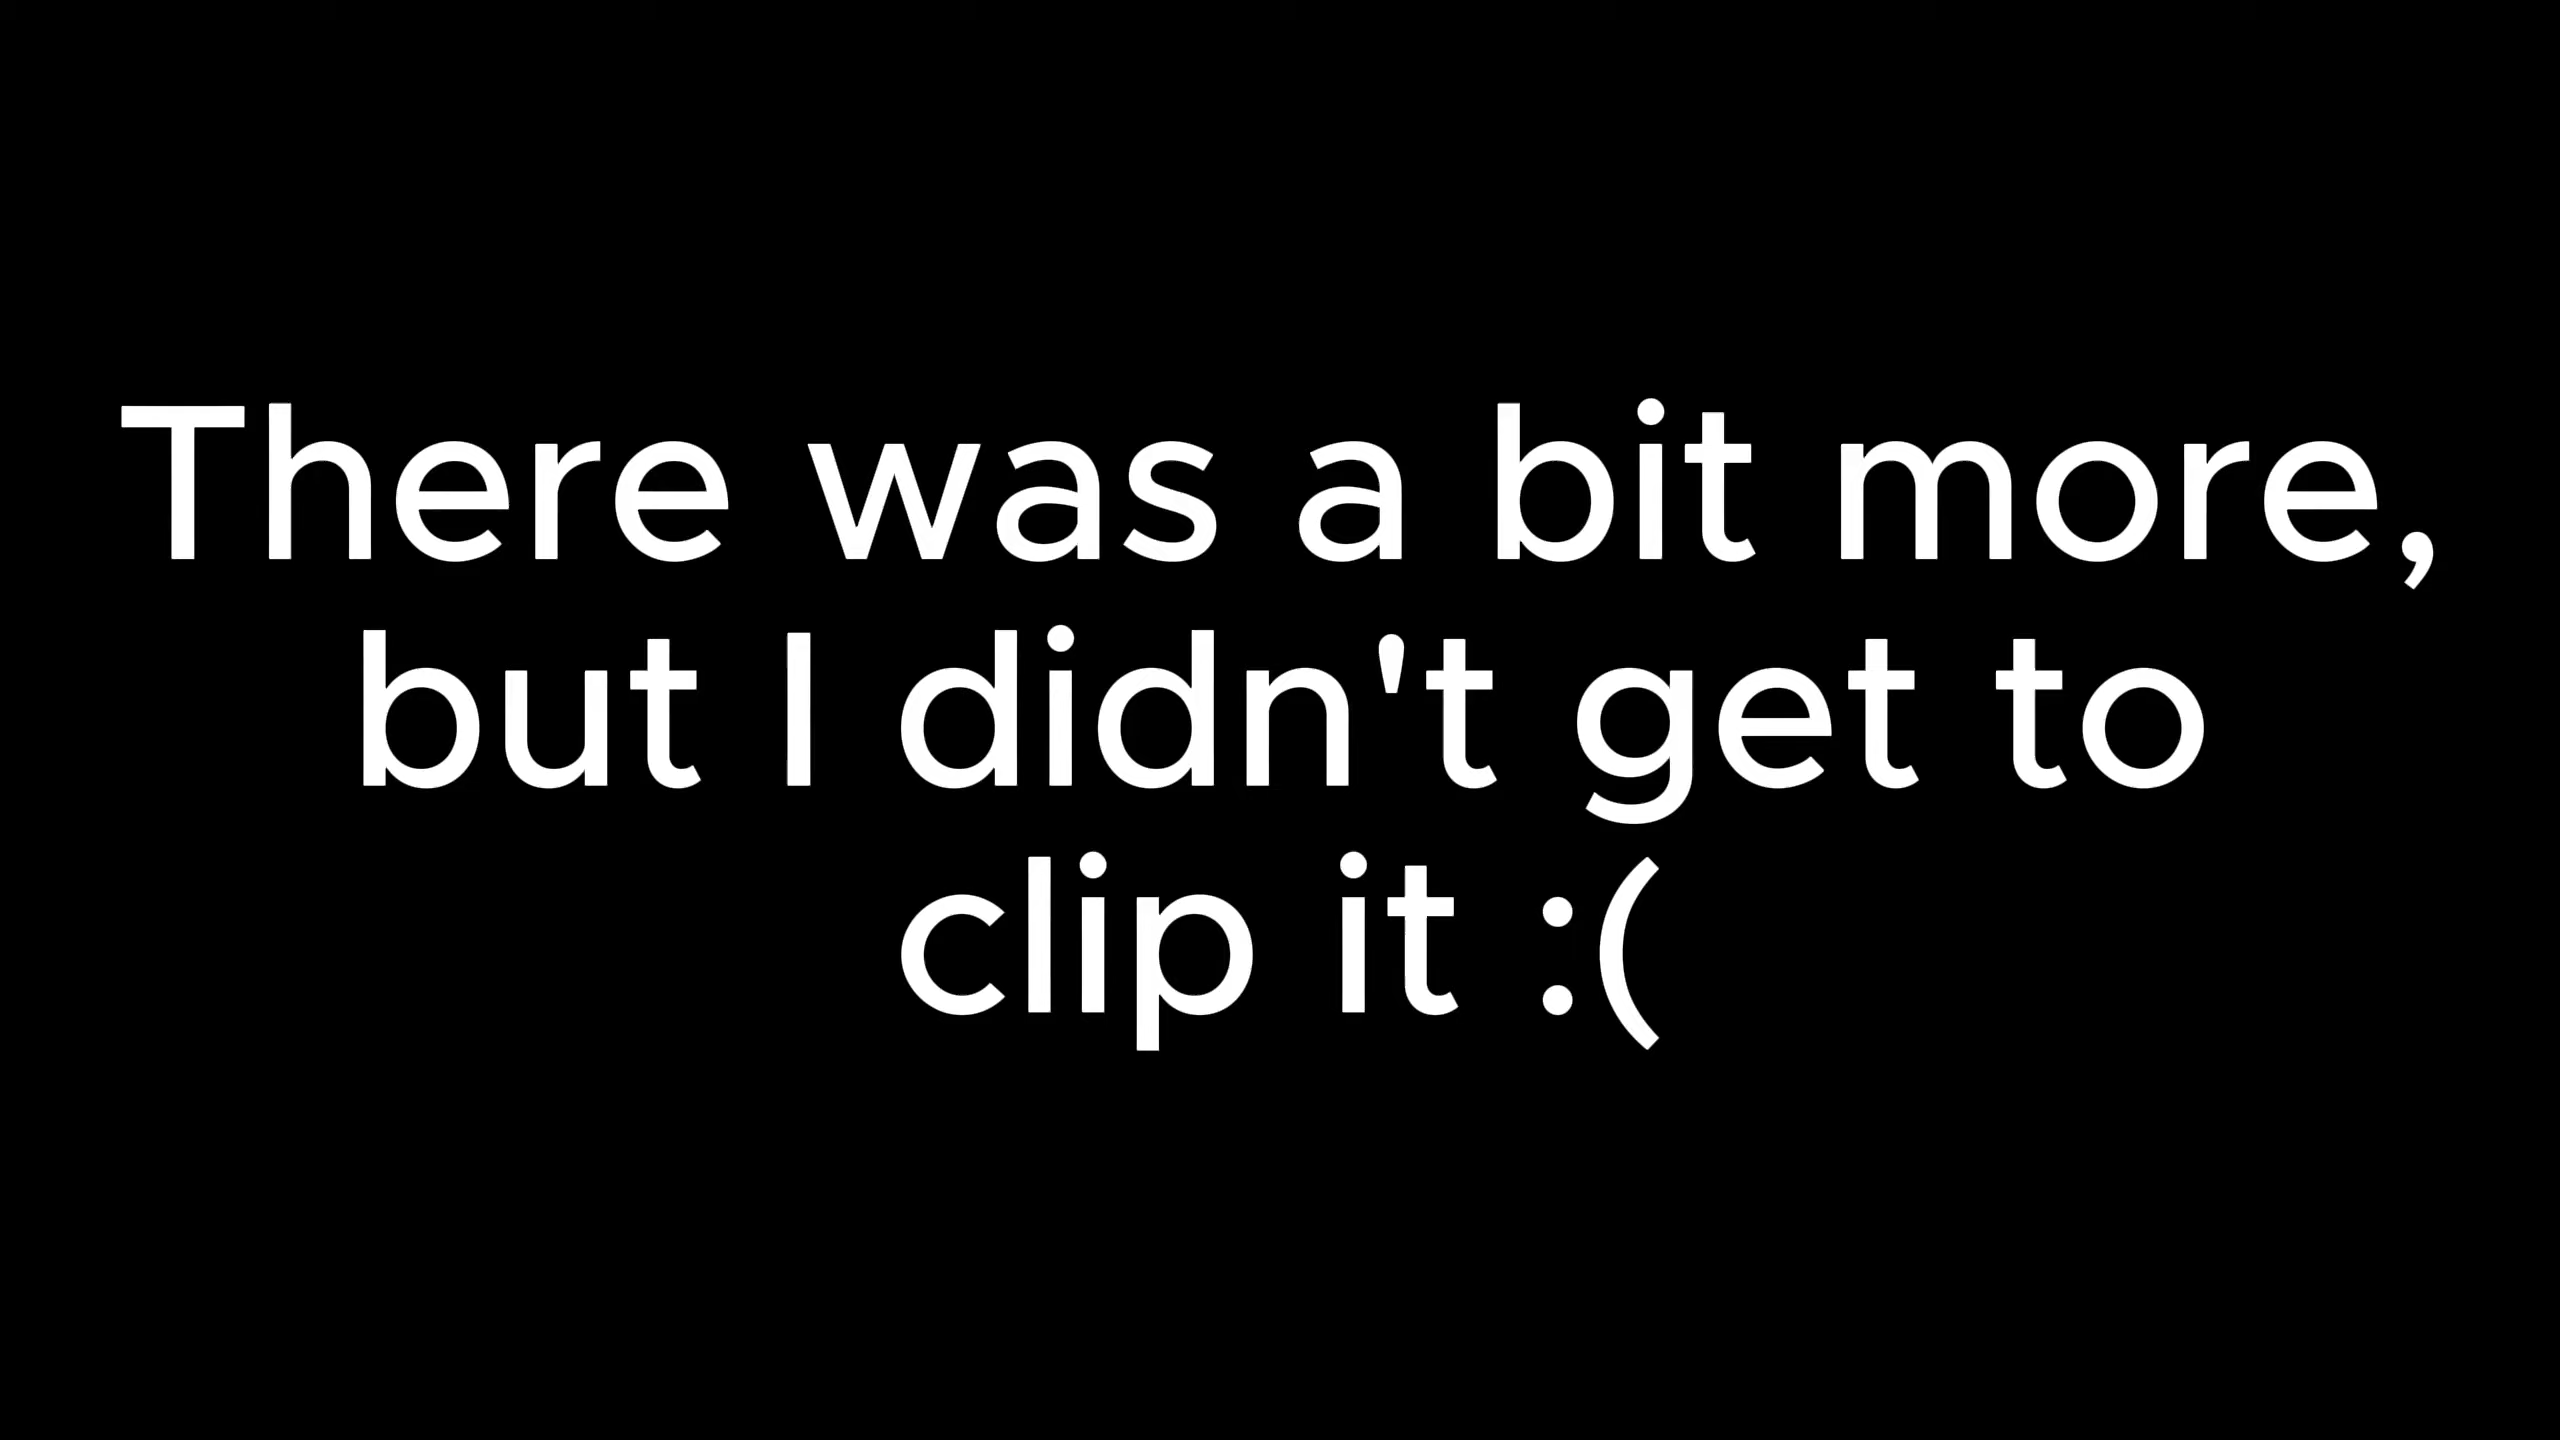 There was a bit more,
but I didn't get to
clip it :(